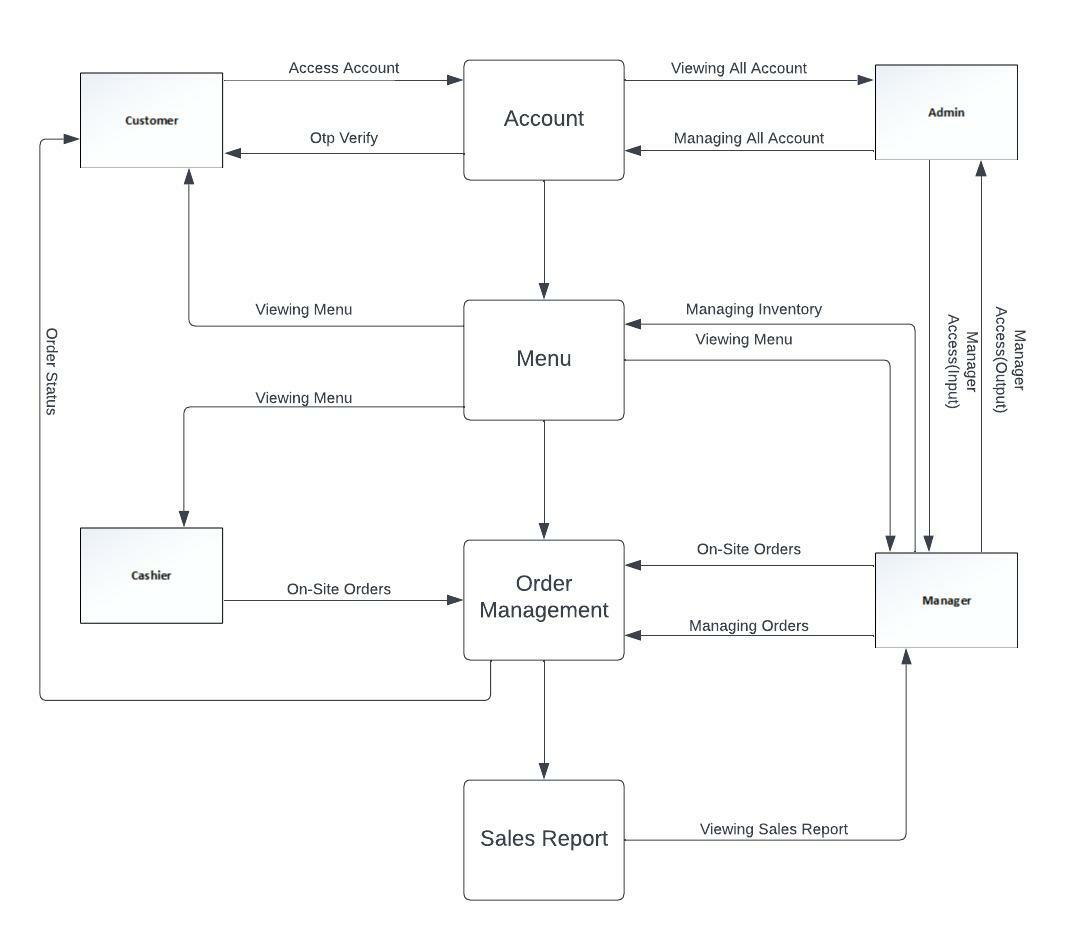 Access Account
Viewing All Account
Customer
Account
Admin
Otp Verify
Managing All Account
Viewing Menu
Managing Inventory
Viewing Menu
Order Status
Manager
Access(Input)
Manager
Access(Output)
Menu
Viewing Menu
On-Site Orders
Cashier
On-Site Orders
Order
Management
Manager
Managing Orders
Sales Report
Viewing Sales Report